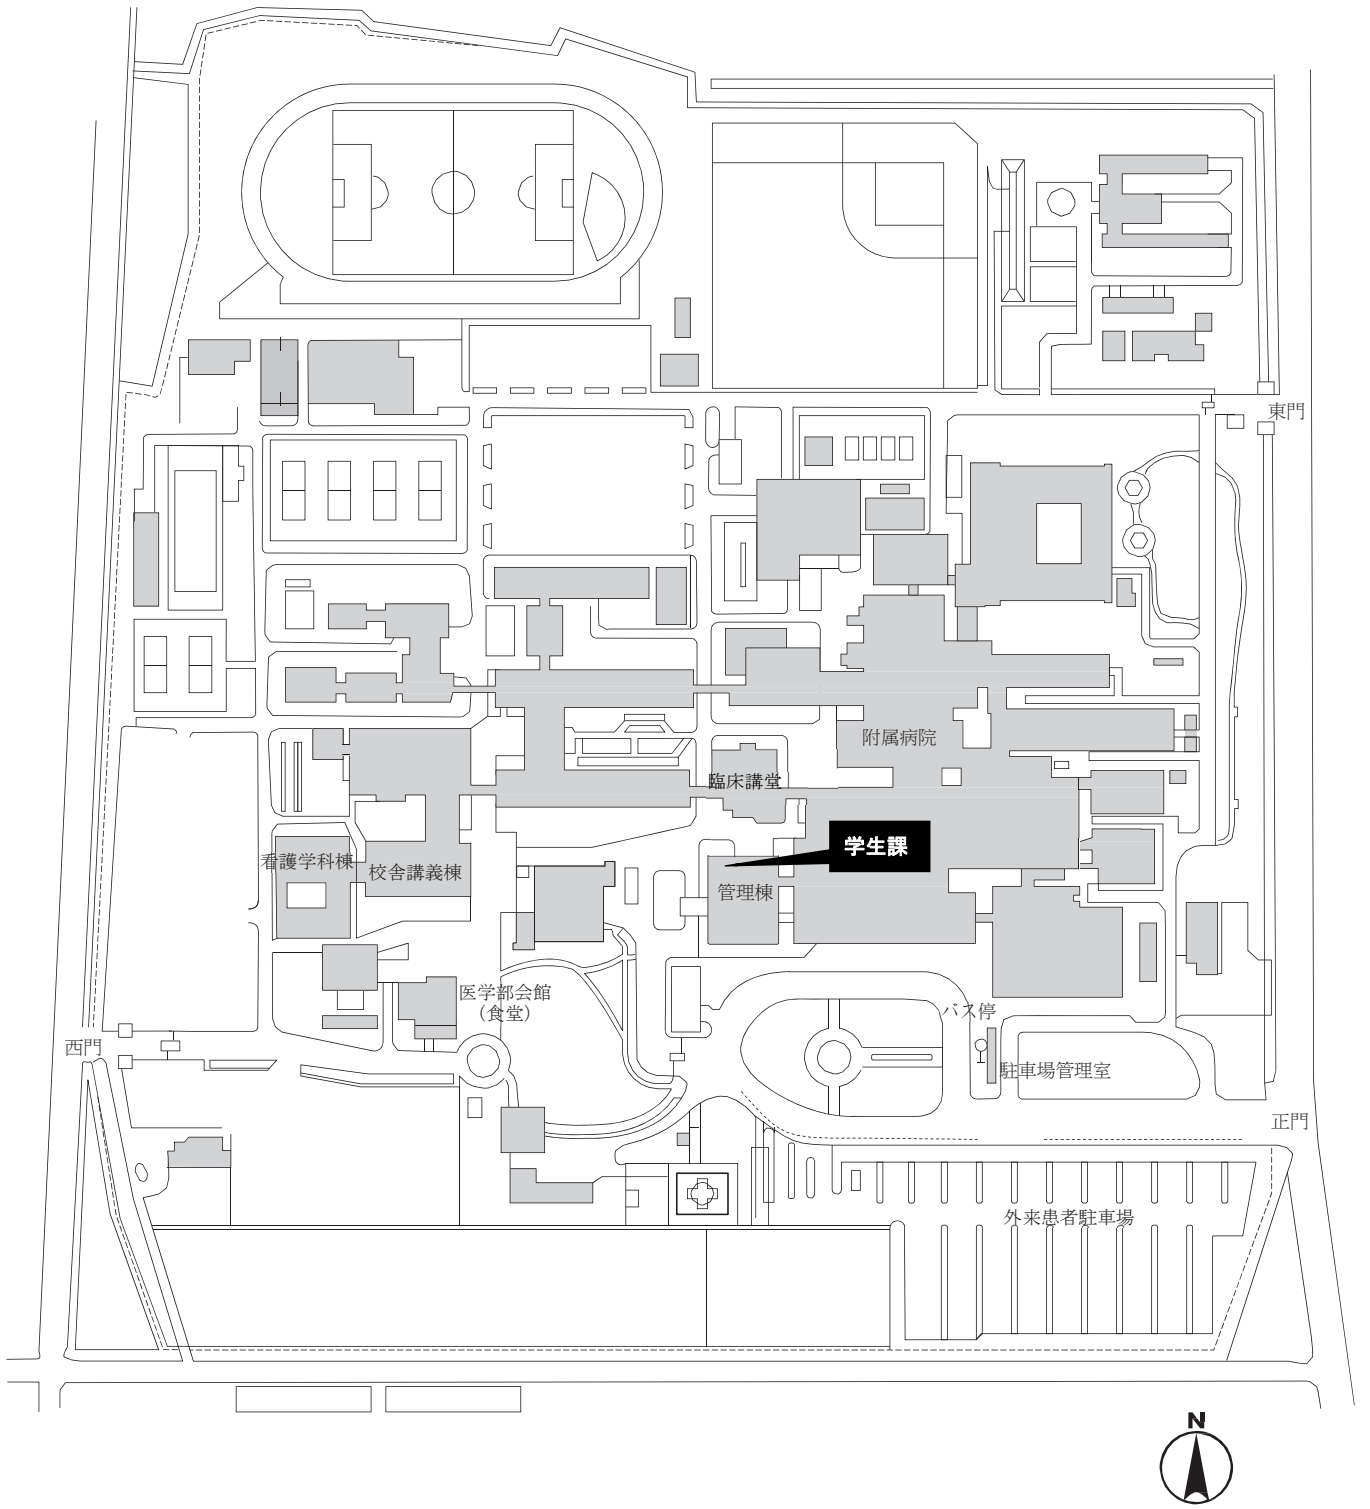 東門
附属病院
臨床講堂
学生課
看護学科棟
校舎講義棟
管理棟
医学部会館
（食堂）
バス停
西門
駐車場管理室
正門
外来患者駐車場
N